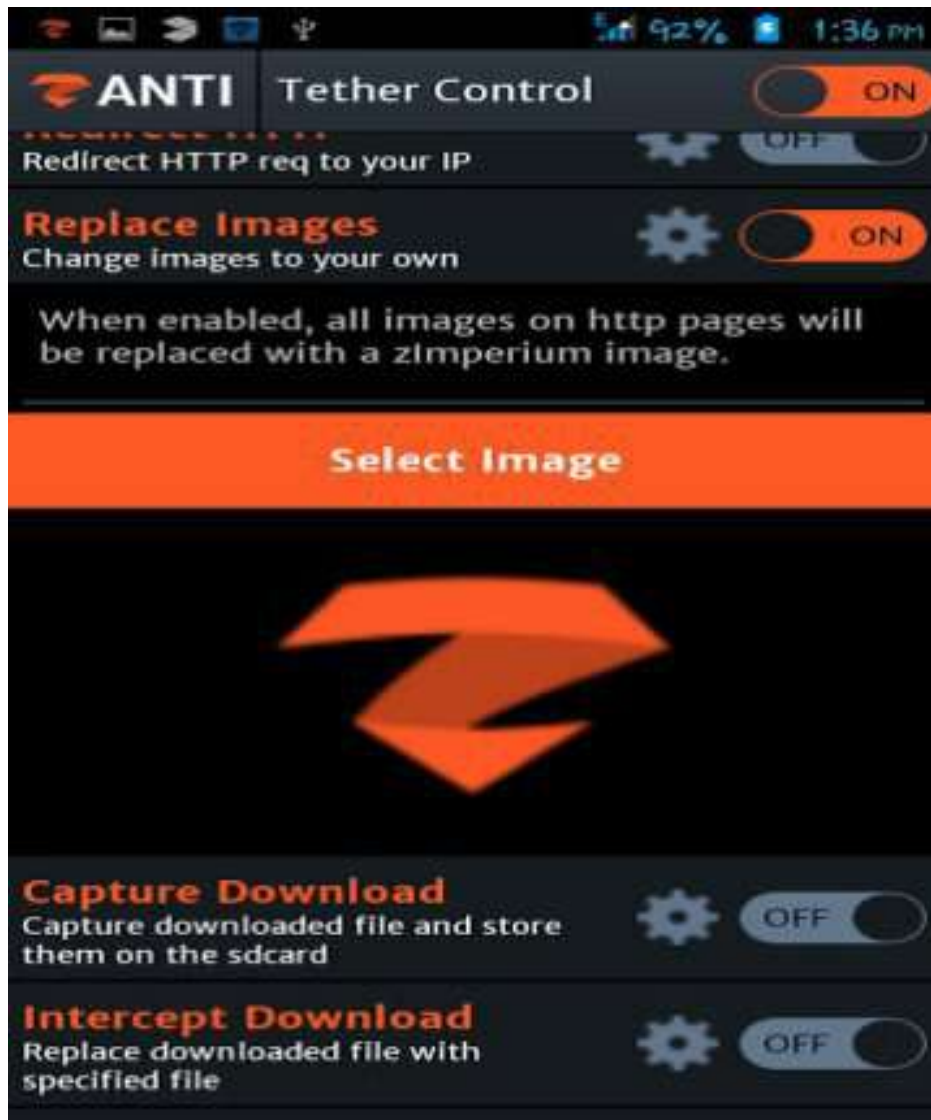 92% 1:36 PM
ANTI Tether Control ON
Redirect HTTP OFF
Redirect HTTP req to your IP
Replace Images ON
Change images to your own
When enabled, all images on http pages will
be replaced with a zImperium image.
Select Image
Capture Download OFF
Capture downloaded file and store
them on the sdcard
Intercept Download OFF
Replace downloaded file with
specified file